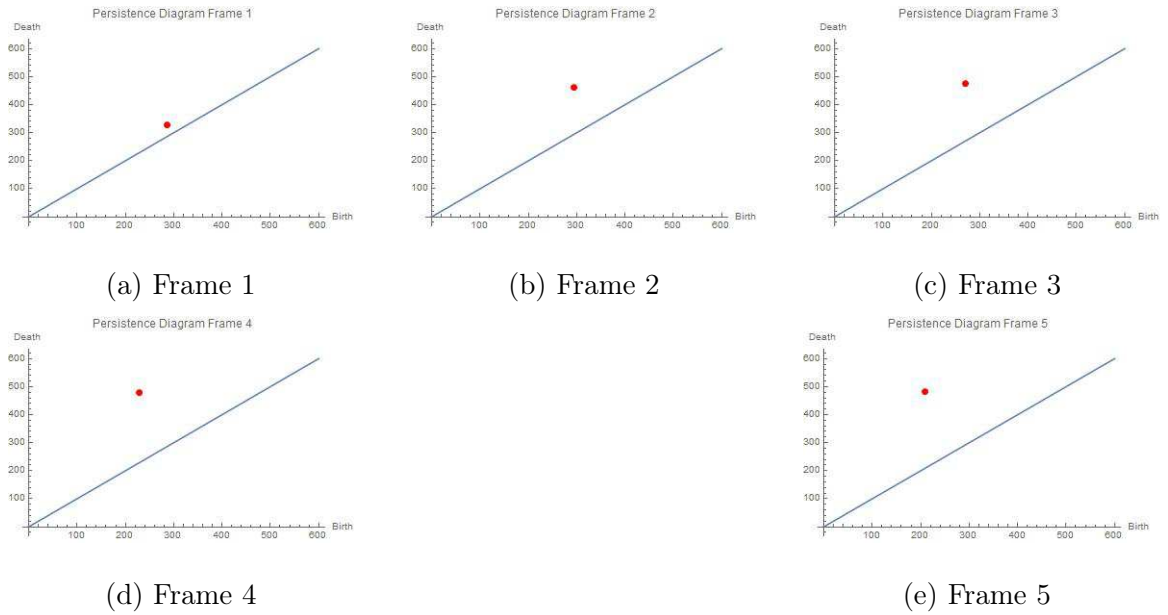 Persistence Diagram Frame 1
Death
600
500
400
300
200
100
100 200 300 400 500 600
Birth
(a) Frame 1
Persistence Diagram Frame 2
Death
600
500
400
300
200
100
100 200 300 400 500 600
Birth
(b) Frame 2
Persistence Diagram Frame 3
Death
600
500
400
300
200
100
100 200 300 400 500 600
Birth
(c) Frame 3
Persistence Diagram Frame 4
Death
600
500
400
300
200
100
100 200 300 400 500 600
Birth
(d) Frame 4
Persistence Diagram Frame 5
Death
600
500
400
300
200
100
100 200 300 400 500 600
Birth
(e) Frame 5